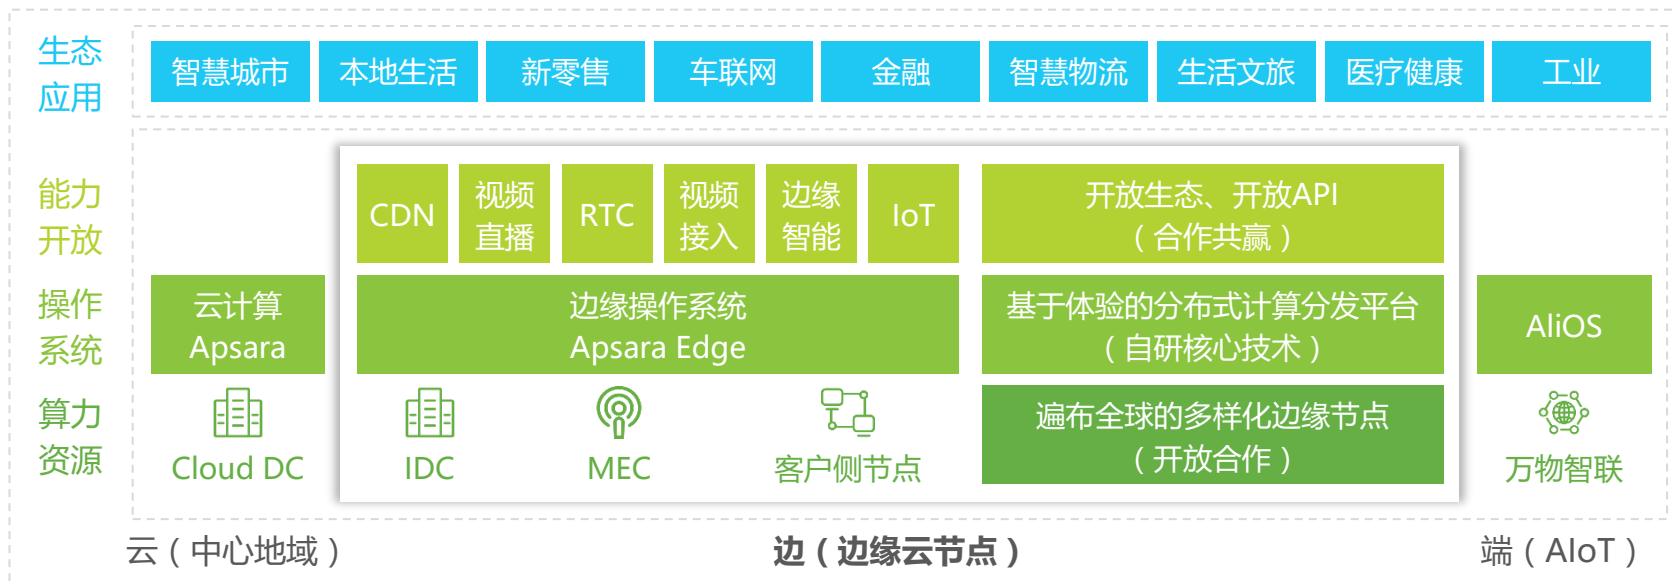 生态
应用
智慧城市
本地生活
新零售
车联网
金融
智慧物流
生活文旅
医疗健康
工业
能力
开放
CDN
视频
直播
RTC
视频
接入
边缘
智能
IoT
开放生态、开放API
（合作共赢）
操作
系统
云计算
Apsara
边缘操作系统
Apsara Edge
基于体验的分布式计算分发平台
（自研核心技术）
AliOS
算力
资源
Cloud DC
IDC
MEC
客户侧节点
遍布全球的多样化边缘节点
（开放合作）
万物智联
云（中心地域）
边（边缘云节点）
端（AIoT）